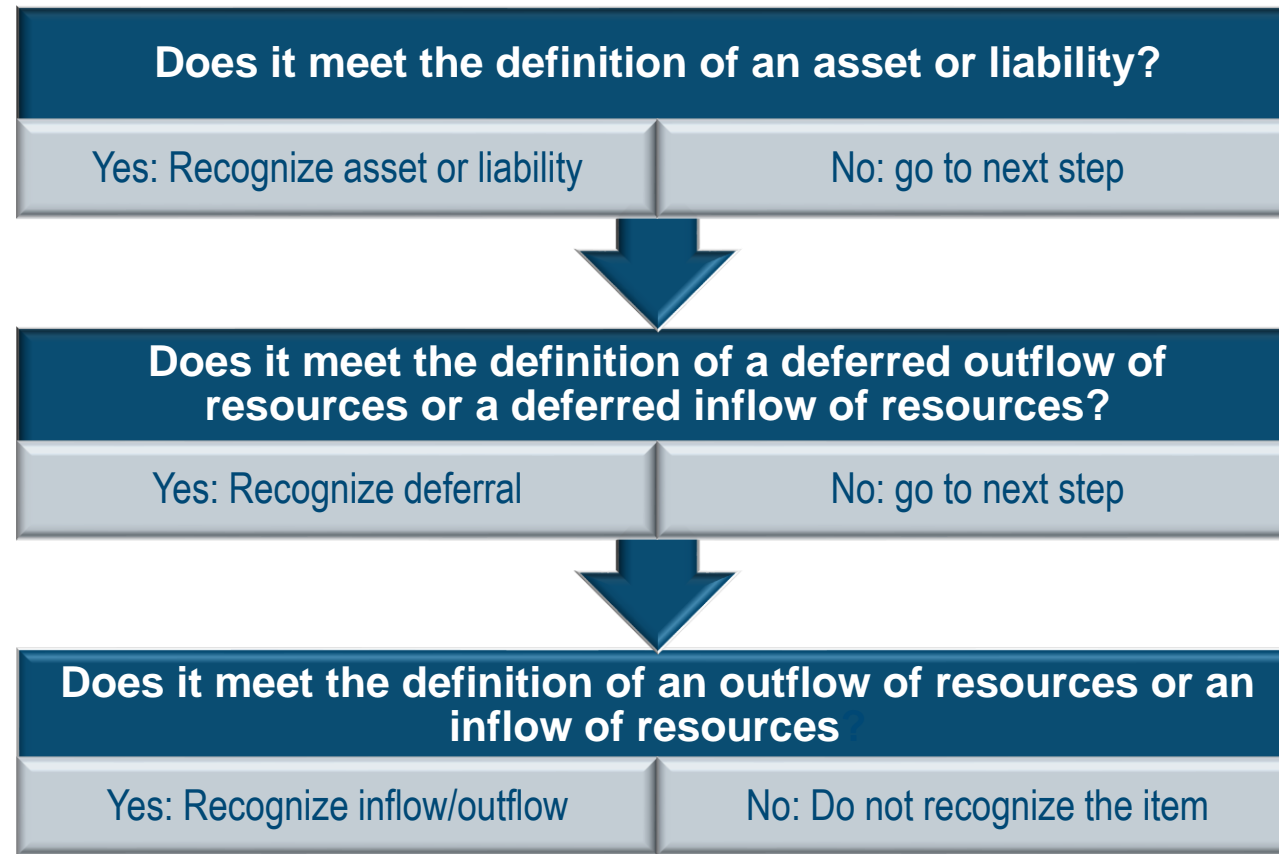 Does it meet the definition of an asset or liability?
Yes: Recognize asset or liability
No: go to next step
Does it meet the definition of a deferred outflow of
resources or a deferred inflow of resources?
Yes: Recognize deferral
No: go to next step
Does it meet the definition of an outflow of resources or an
inflow of resources?
Yes: Recognize inflow/outflow
No: Do not recognize the item